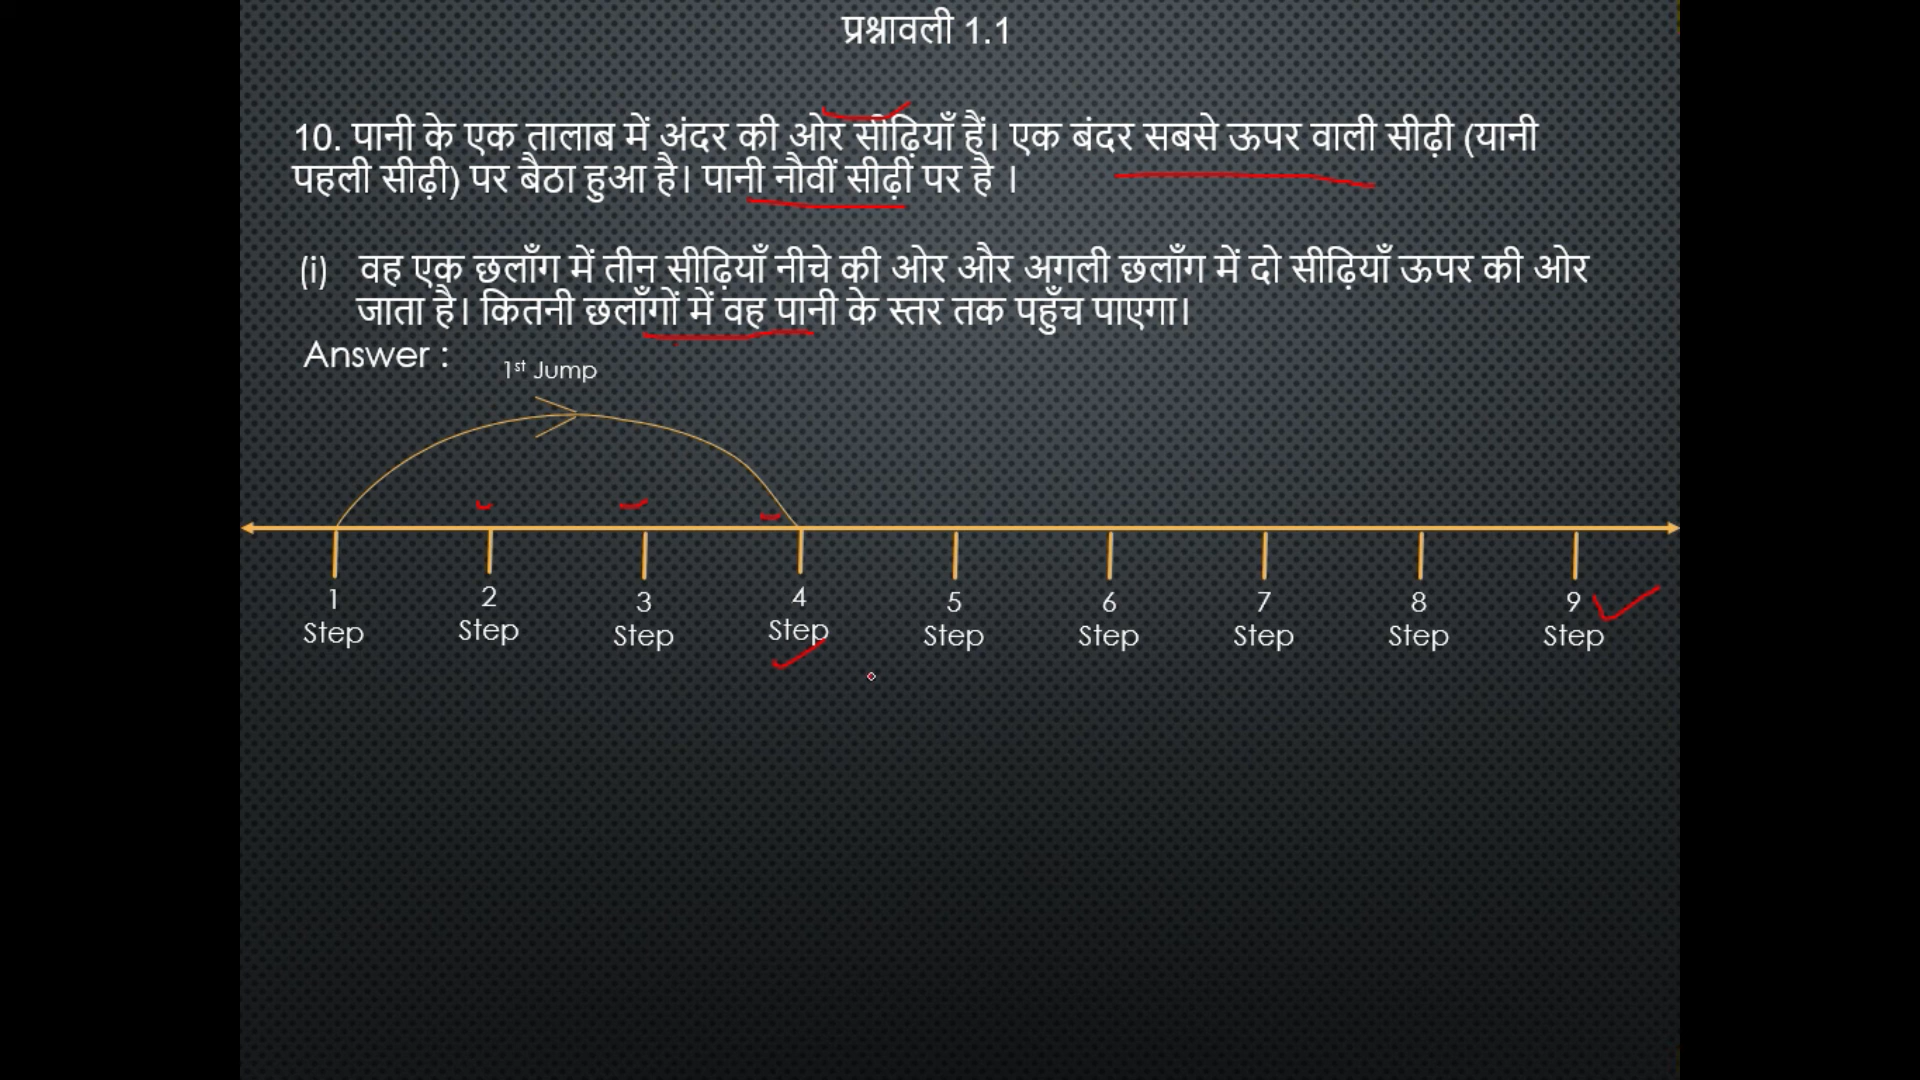 प्रश्नावली 1.1
10. पानी के एक तालाब में अंदर की ओर सीढ़ियाँ हैं। एक बंदर सबसे ऊपर वाली सीढ़ी (यानी
पहली सीढ़ी) पर बैठा हुआ है। पानी नौवीं सीढ़ी पर है ।
(i) वह एक छलाँग में तीन सीढ़ियाँ नीचे की ओर और अगली छलाँग में दो सीढ़ियाँ ऊपर की ओर
जाता है। कितनी छलाँगों में वह पानी के स्तर तक पहुँच पाएगा।
Answer :
1st Jump
1 2 3 4 5 6 7 8 9
Step Step Step Step Step Step Step Step Step